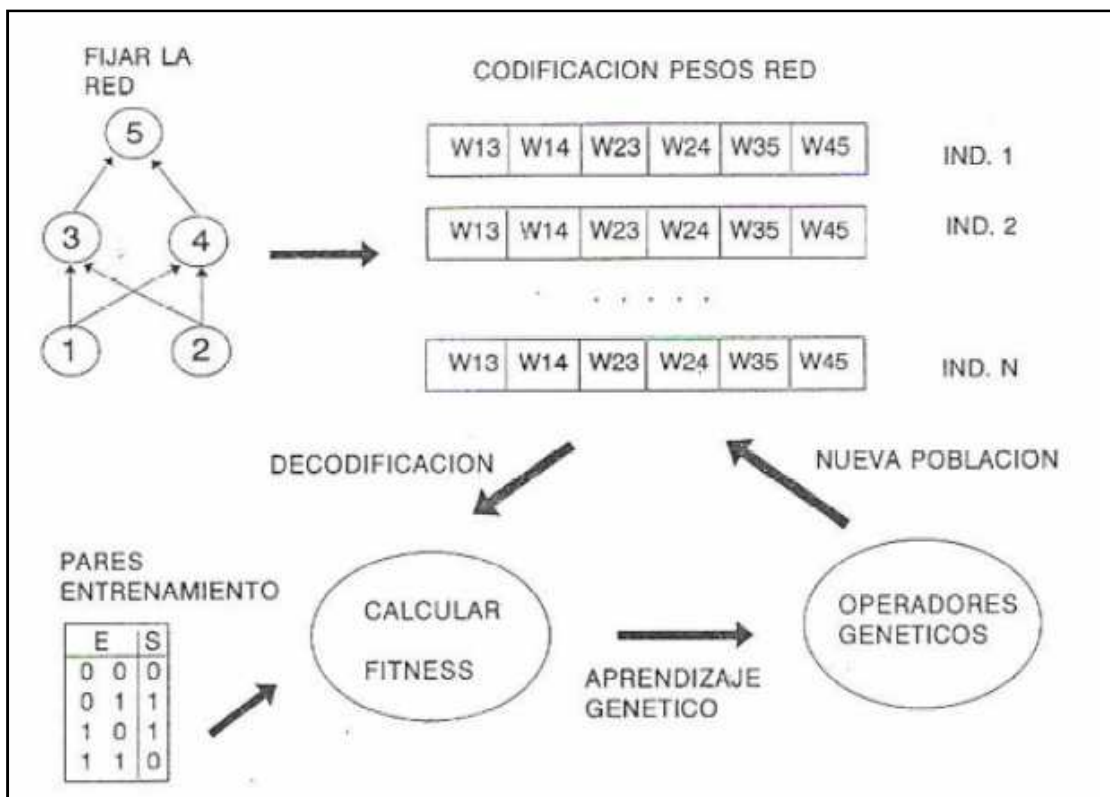 FIJAR LA
RED
5
3
4
1
2
CODIFICACION PESOS RED
W13 W14 W23 W24 W35 W45 IND. 1
W13 W14 W23 W24 W35 W45 IND. 2
. . . . .
W13 W14 W23 W24 W35 W45 IND. N
DECODIFICACION
NUEVA POBLACION
PARES
ENTRENAMIENTO
E S
0 0 0
0 1 1
1 0 1
1 1 0
CALCULAR
FITNESS
APRENDIZAJE
GENETICO
OPERADORES
GENETICOS